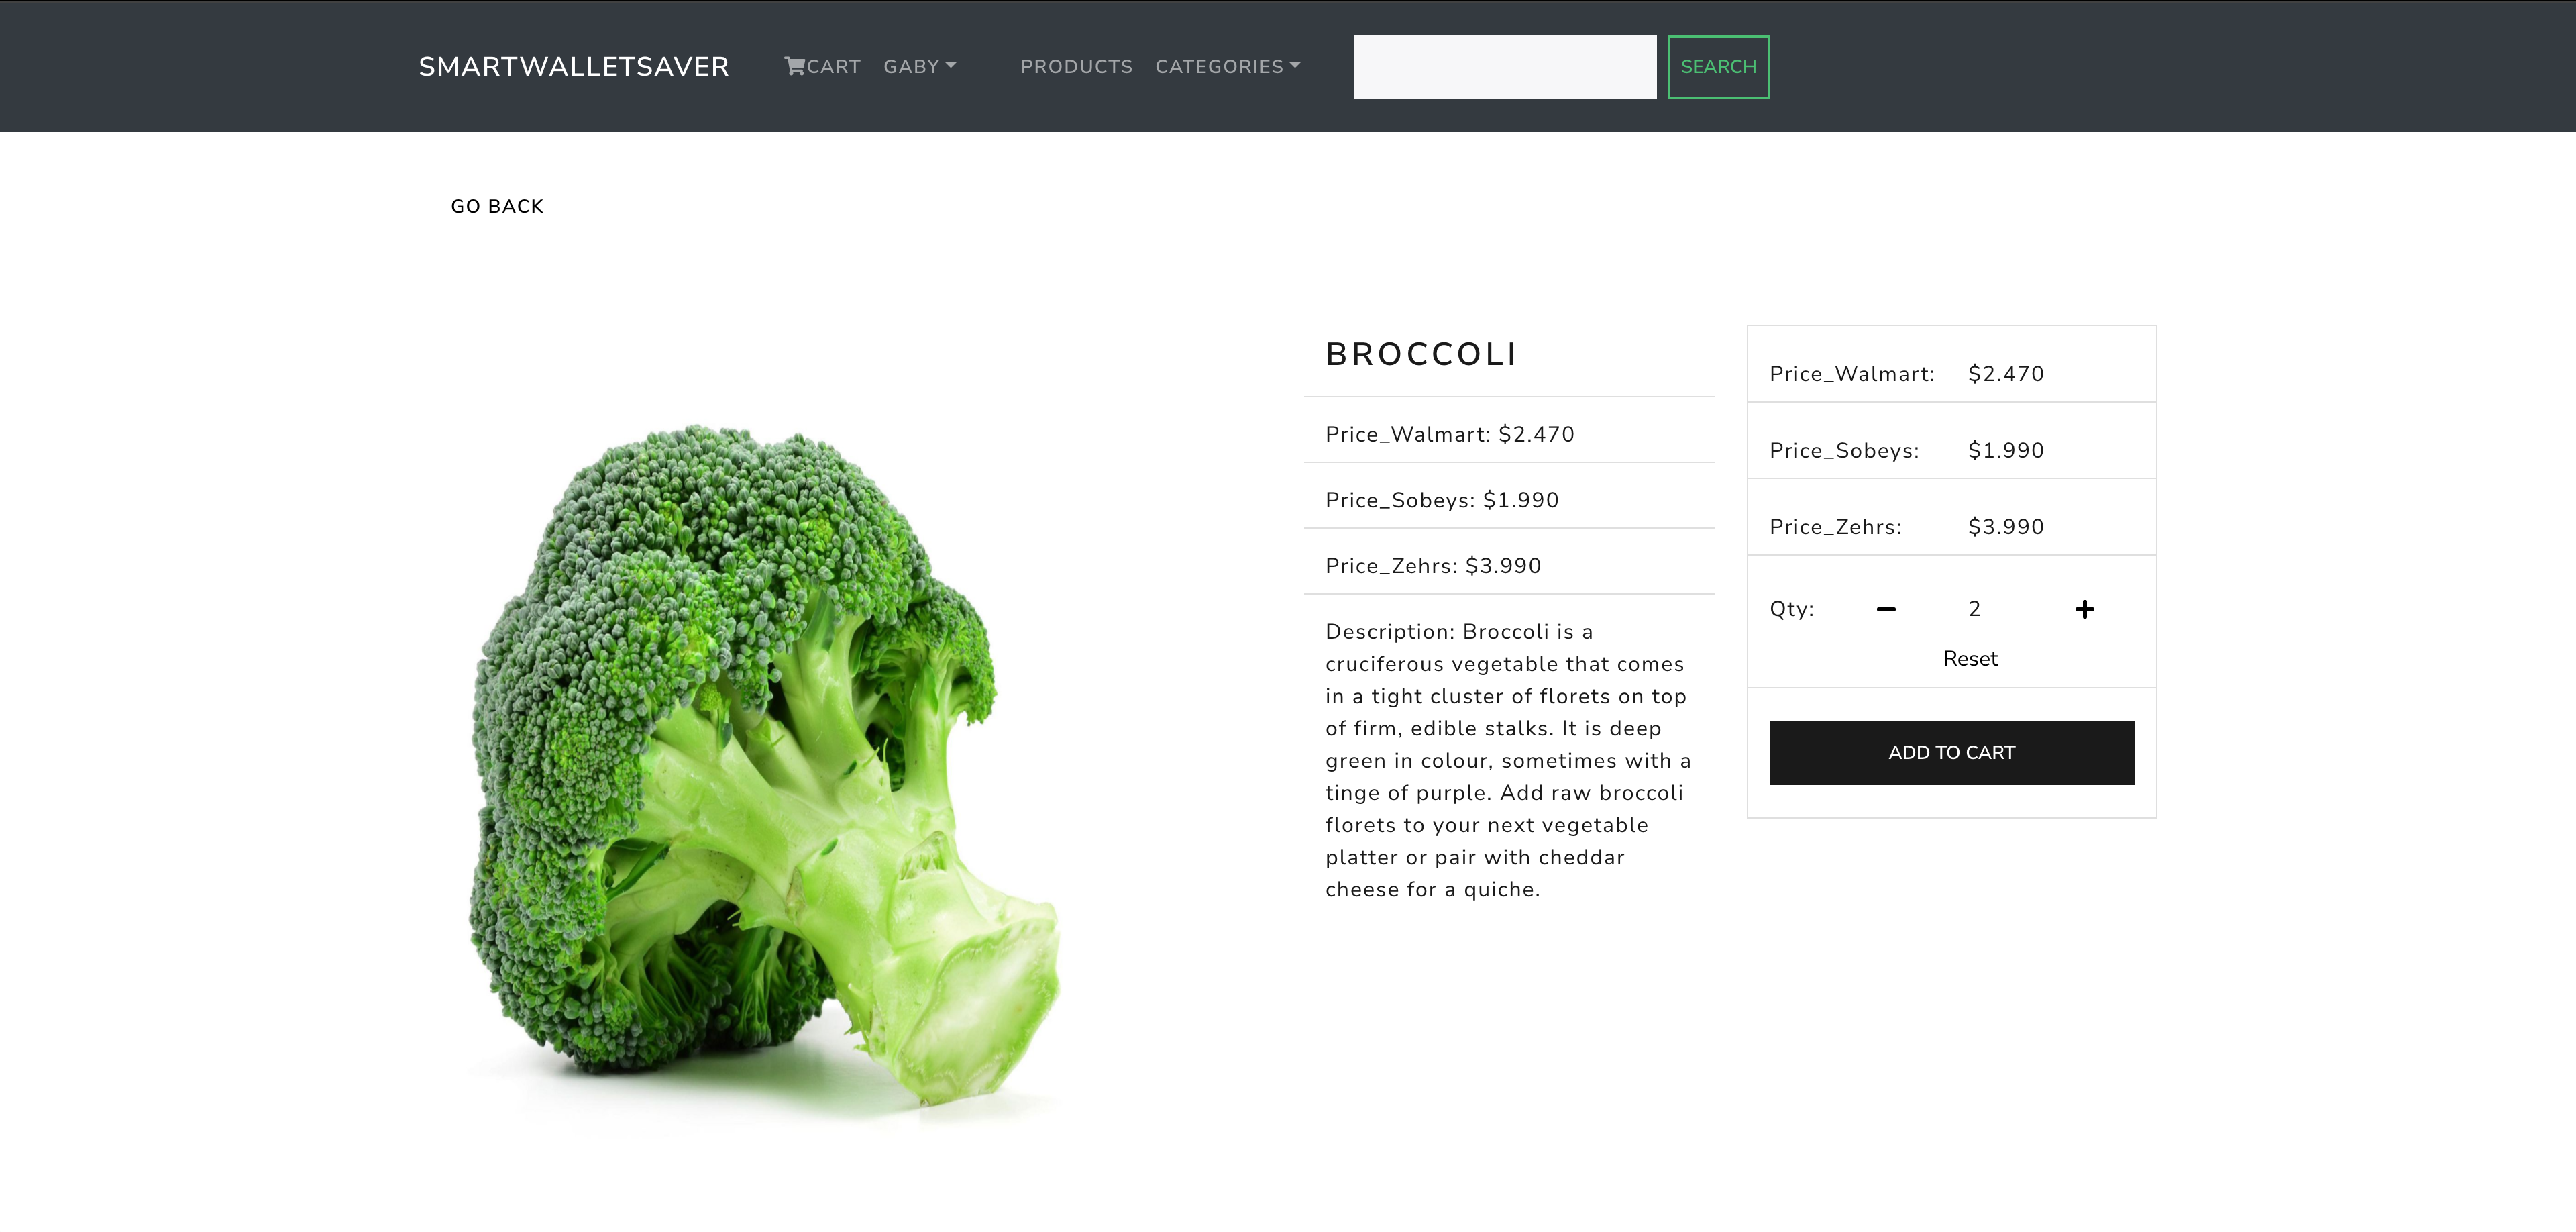 SMARTWALLETSAVER CART GABY PRODUCTS CATEGORIES SEARCH
GO BACK
BROCCOLI
Price_Walmart: $2.470
Price_Sobeys: $1.990
Price_Zehrs: $3.990
Description: Broccoli is a
cruciferous vegetable that comes
in a tight cluster of florets on top
of firm, edible stalks. It is deep
green in colour, sometimes with a
tinge of purple. Add raw broccoli
florets to your next vegetable
platter or pair with cheddar
cheese for a quiche.
Price_Walmart: $2.470
Price_Sobeys: $1.990
Price_Zehrs: $3.990
Qty: − 2 +
Reset
ADD TO CART